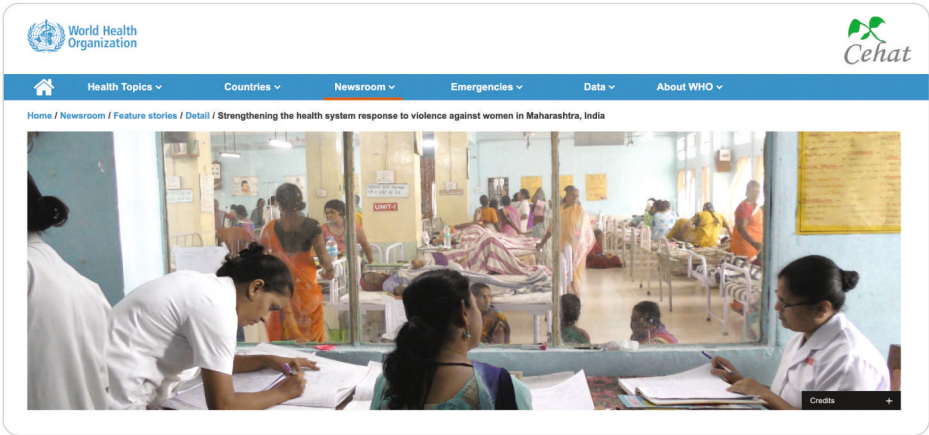 World Health
Organization
Cehat
Health Topics
Countries
Newsroom
Emergencies
Data
About WHO
Home / Newsroom / Feature stories / Detail / Strengthening the health system response to violence against women in Maharashtra, India
UNIT-I
Credits +